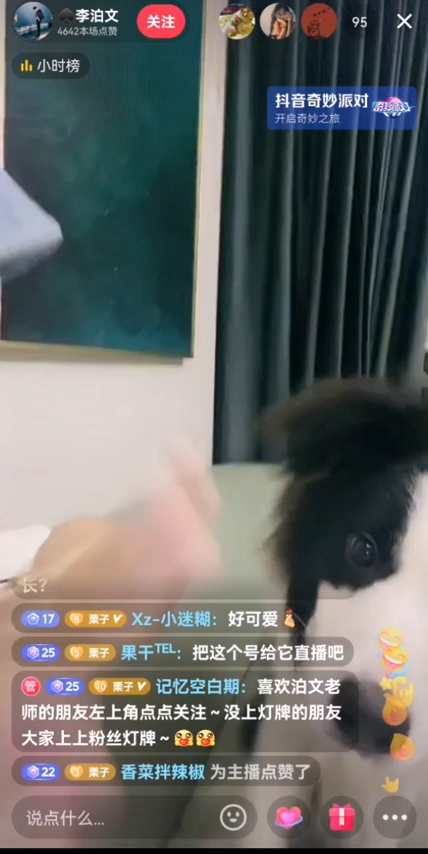 ♠李泊文
4642本场点赞
关注
95
小时榜
抖音奇妙派对
开启奇妙之旅
长?
17 栗子 Xz-小迷糊：好可爱🫰
25 栗子 果干ᵀᴱᴸ：把这个号给它直播吧
管 25 栗子 记忆空白期：喜欢泊文老
师的朋友左上角点点关注~没上灯牌的朋友
大家上上粉丝灯牌~
22 栗子 香菜拌辣椒 为主播点赞了
说点什么...